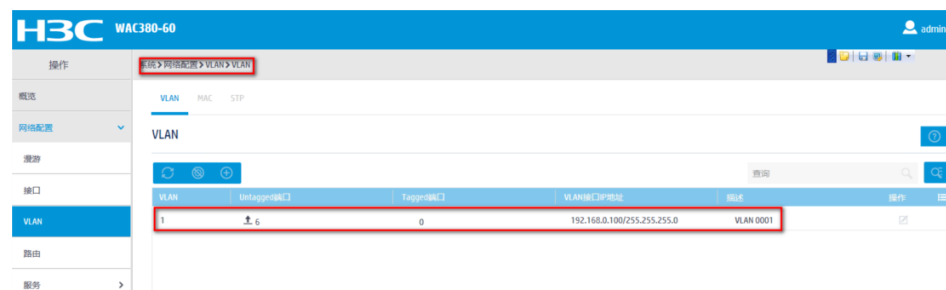 H3C WAC380-60 admin
操作 系统>网络配置>VLAN>VLAN
概览 VLAN MAC STP
网络配置 VLAN
漫游 查询
接口 VLAN Untagged端口 Tagged端口 VLAN接口IP地址 描述 操作
VLAN 1 6 0 192.168.0.100/255.255.255.0 VLAN 0001
路由
服务